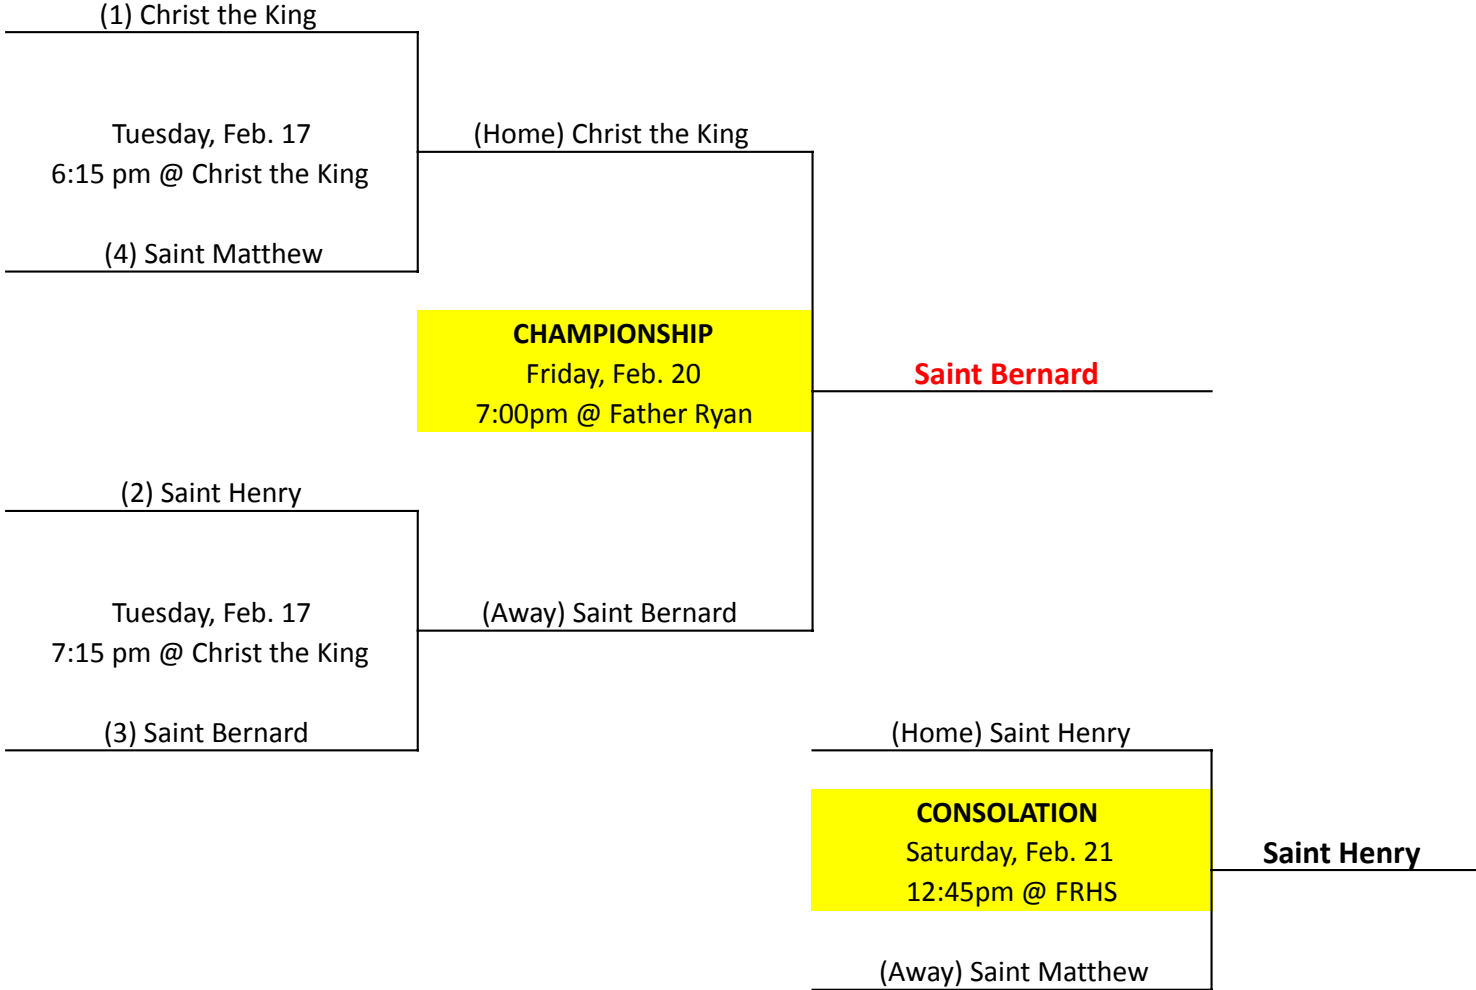 (1) Christ the King
Tuesday, Feb. 17
6:15 pm @ Christ the King
(4) Saint Matthew
(Home) Christ the King
CHAMPIONSHIP
Friday, Feb. 20
7:00pm @ Father Ryan
Saint Bernard
(2) Saint Henry
Tuesday, Feb. 17
7:15 pm @ Christ the King
(3) Saint Bernard
(Away) Saint Bernard
(Home) Saint Henry
CONSOLATION
Saturday, Feb. 21
12:45pm @ FRHS
(Away) Saint Matthew
Saint Henry